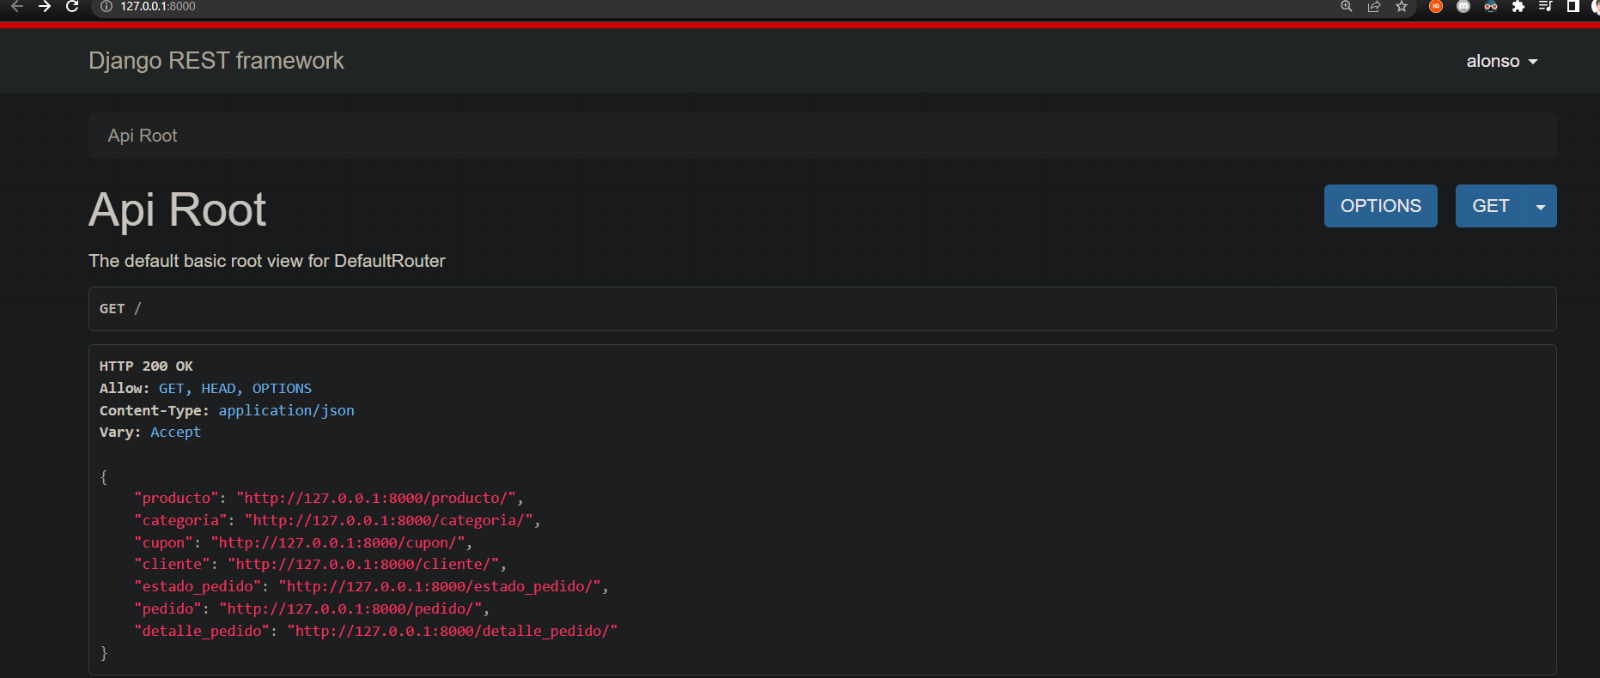 127.0.0.1:8000
Django REST framework
alonso
Api Root
Api Root
OPTIONS
GET
The default basic root view for DefaultRouter
GET /
HTTP 200 OK
Allow: GET, HEAD, OPTIONS
Content-Type: application/json
Vary: Accept
{
    "producto": "http://127.0.0.1:8000/producto/",
    "categoria": "http://127.0.0.1:8000/categoria/",
    "cupon": "http://127.0.0.1:8000/cupon/",
    "cliente": "http://127.0.0.1:8000/cliente/",
    "estado_pedido": "http://127.0.0.1:8000/estado_pedido/",
    "pedido": "http://127.0.0.1:8000/pedido/",
    "detalle_pedido": "http://127.0.0.1:8000/detalle_pedido/"
}